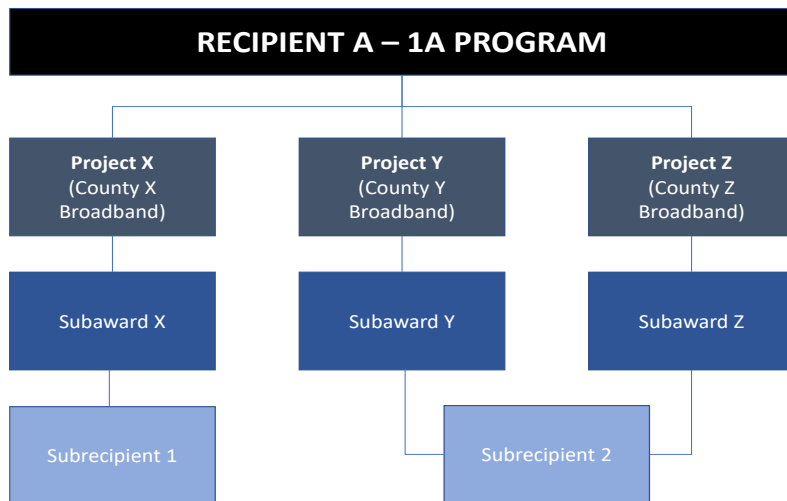 RECIPIENT A – 1A PROGRAM
Project X
(County X
Broadband)
Project Y
(County Y
Broadband)
Project Z
(County Z
Broadband)
Subaward X
Subaward Y
Subaward Z
Subrecipient 1
Subrecipient 2